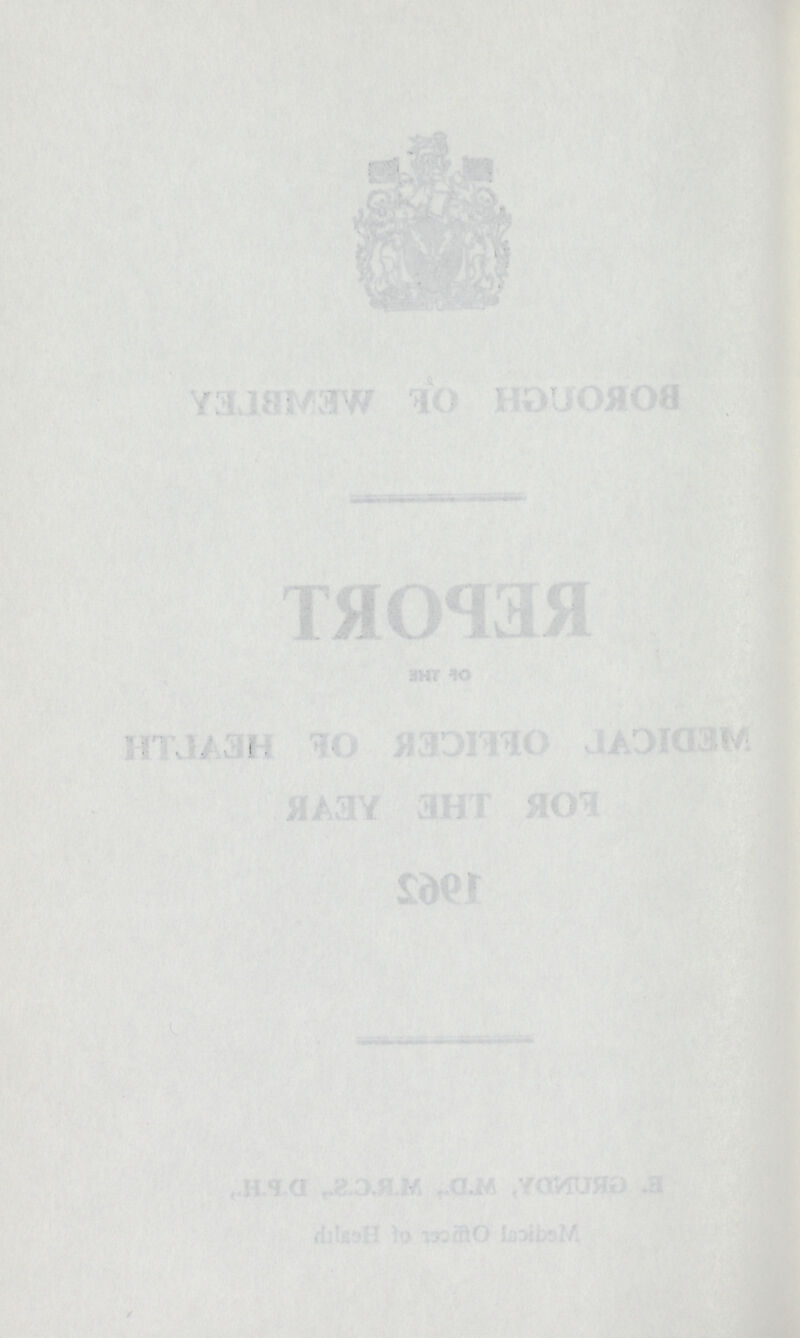 BOROUGH OF WEMBLEY
REPORT
OF THE
MEDICAL OFFICER OF HEALTH
FOR THE YEAR
1962
E. GRUNDY, M.D., M.R.C.S., D.P.H.,
Medical Officer of Health